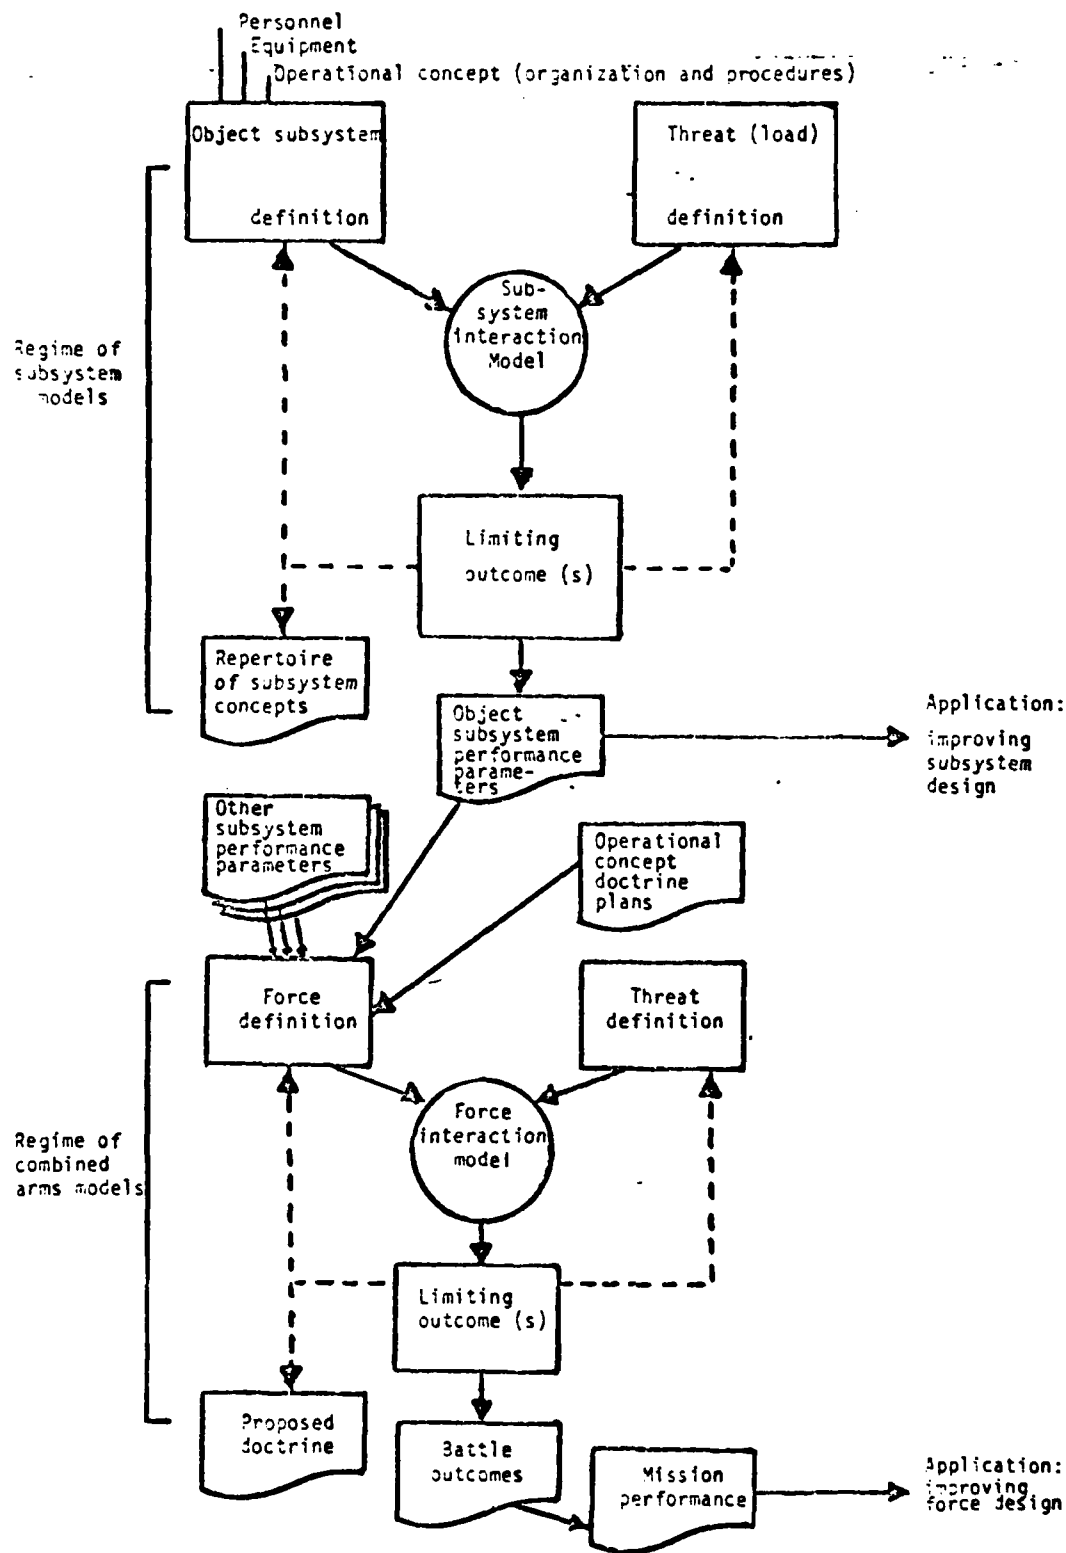 Personnel
Equipment
Operational concept (organization and procedures)
Object subsystem
definition
Threat (load)
definition
Sub-
system
interaction
Model
Regime of
subsystem
models
Limiting
outcome (s)
Repertoire
of subsystem
concepts
Object
subsystem
performance
parame-
ters
Application:
improving
subsystem
design
Other
subsystem
performance
parameters
Operational
concept
doctrine
plans
Force
definition
Threat
definition
Force
interaction
model
Regime of
combined
arms models
Limiting
outcome (s)
Proposed
doctrine
Battle
outcomes
Mission
performance
Application:
improving
force design